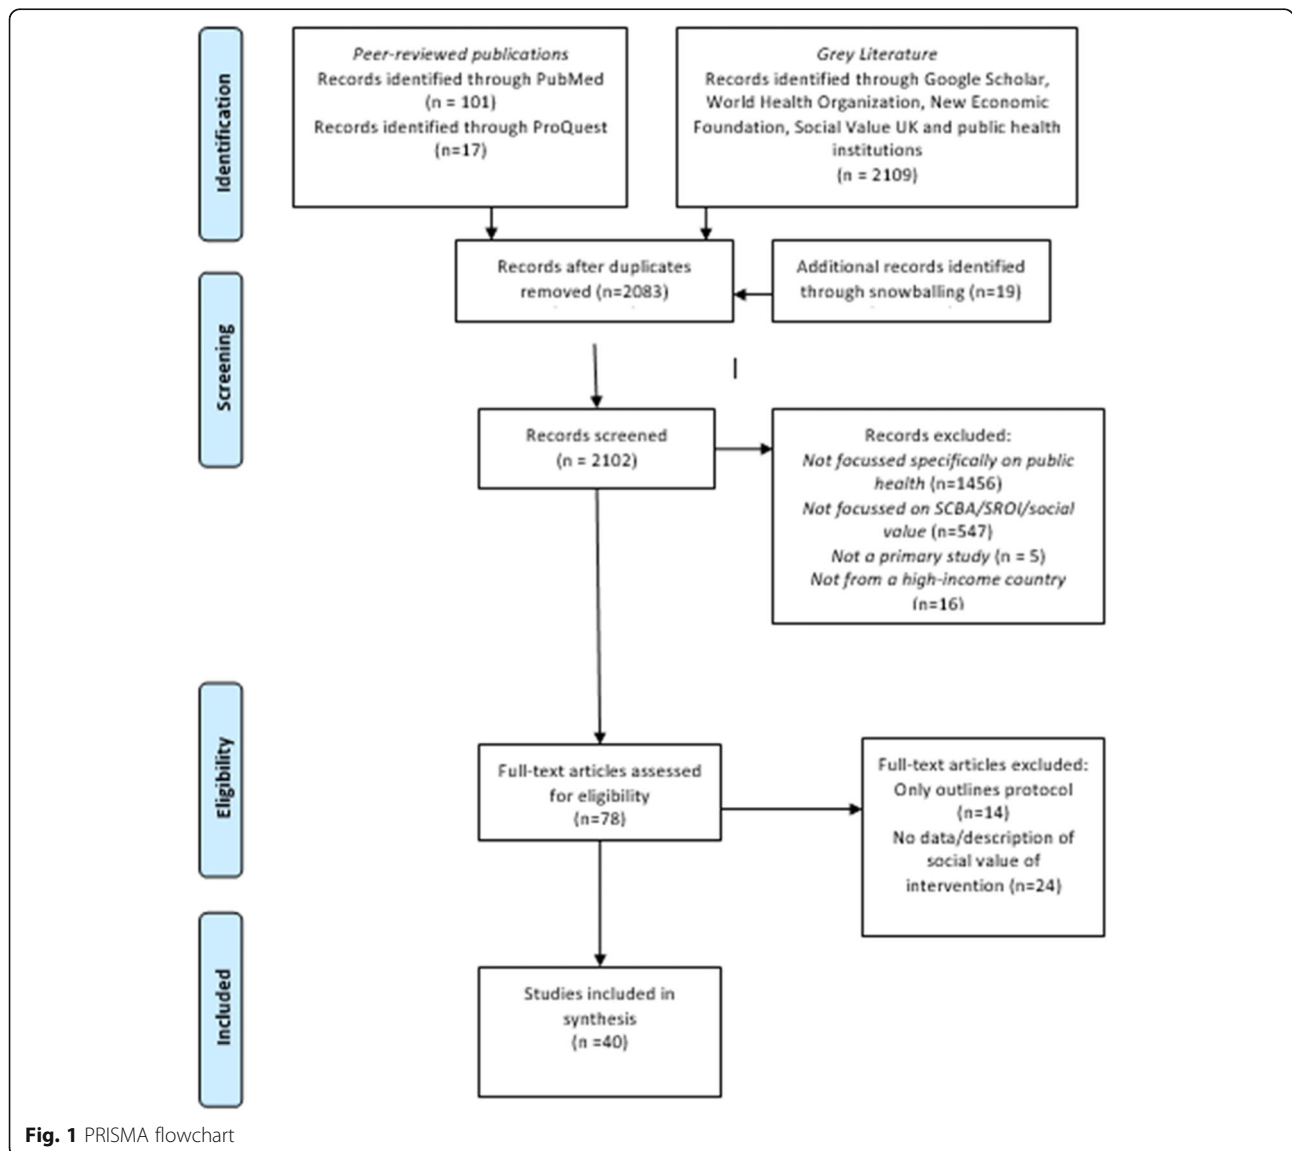 Identification
Peer-reviewed publications
Records identified through PubMed
(n = 101)
Records identified through ProQuest
(n=17)
Grey Literature
Records identified through Google Scholar,
World Health Organization, New Economic
Foundation, Social Value UK and public health
institutions
(n = 2109)
Records after duplicates
removed (n=2083)
Additional records identified
through snowballing (n=19)
Screening
Records screened
(n = 2102)
Records excluded:
Not focussed specifically on public
health (n=1456)
Not focussed on SCBA/SROI/social
value (n=547)
Not a primary study (n = 5)
Not from a high-income country
(n=16)
Eligibility
Full-text articles assessed
for eligibility
(n=78)
Full-text articles excluded:
Only outlines protocol
(n=14)
No data/description of
social value of
intervention (n=24)
Included
Studies included in
synthesis
(n =40)
Fig. 1 PRISMA flowchart